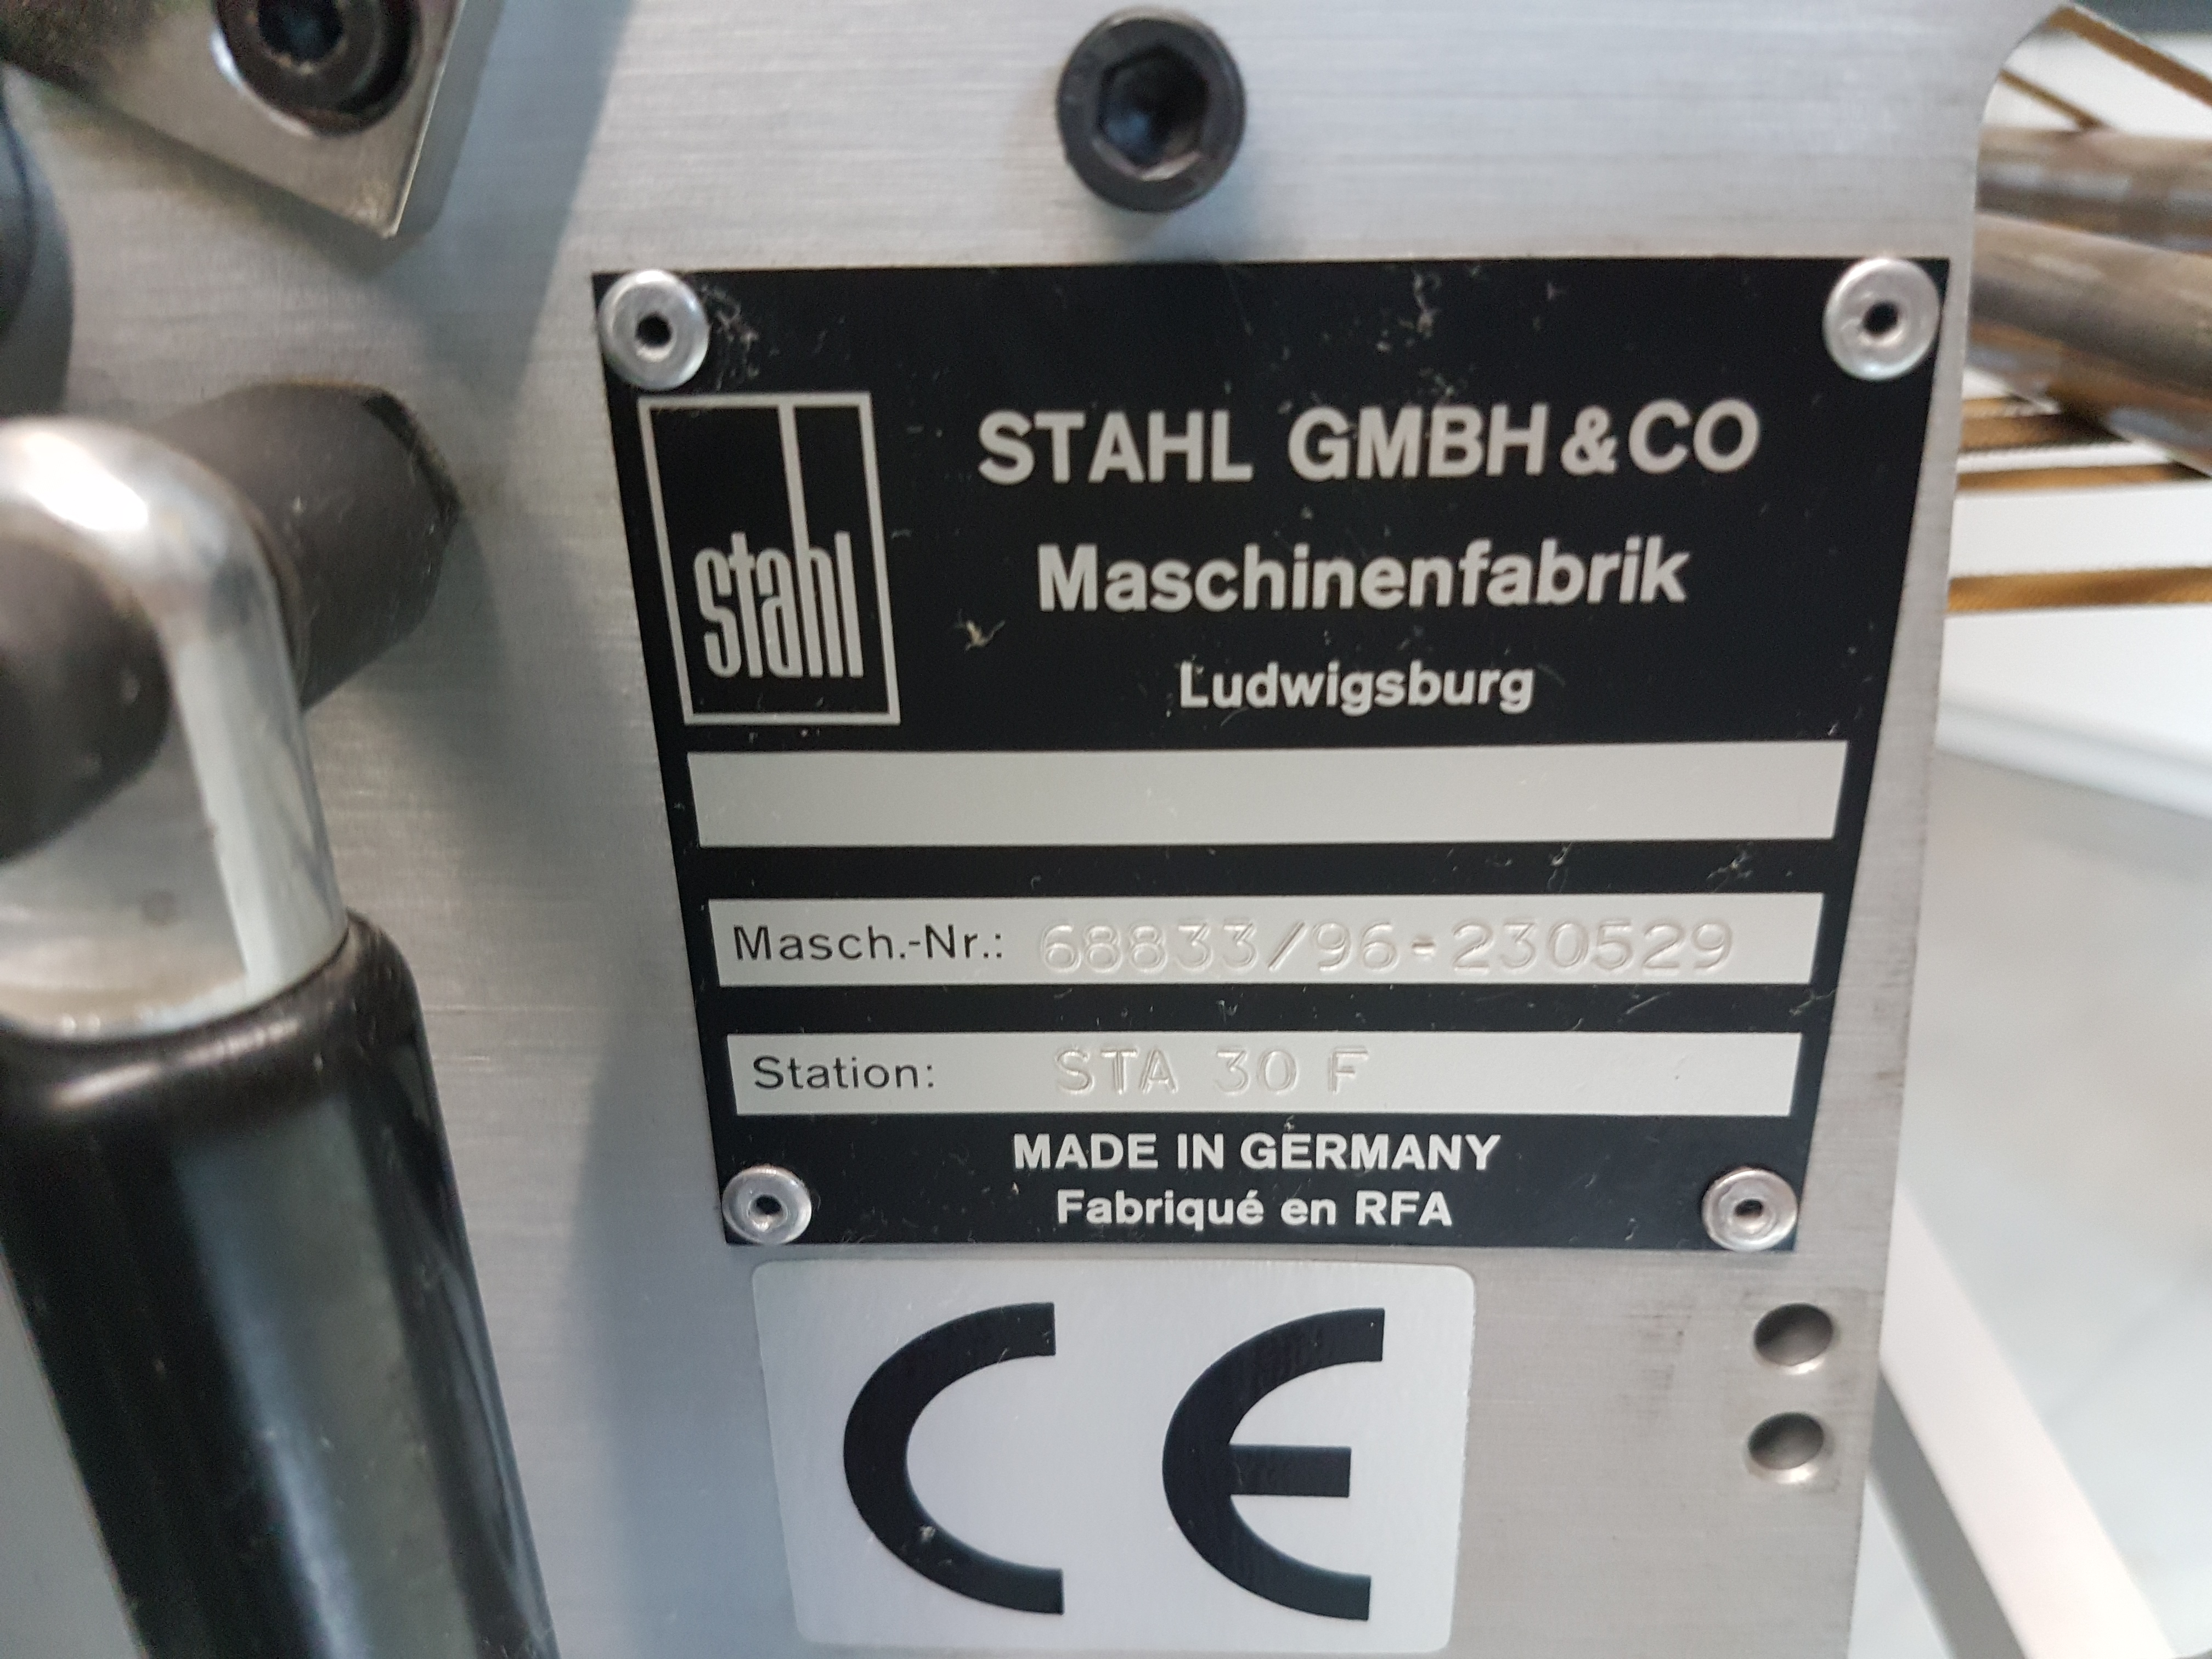 stahl
STAHL GMBH & CO
Maschinenfabrik
Ludwigsburg
Masch.-Nr.: 68833/96-230529
Station: STA 30 F
MADE IN GERMANY
Fabriqué en RFA
CE